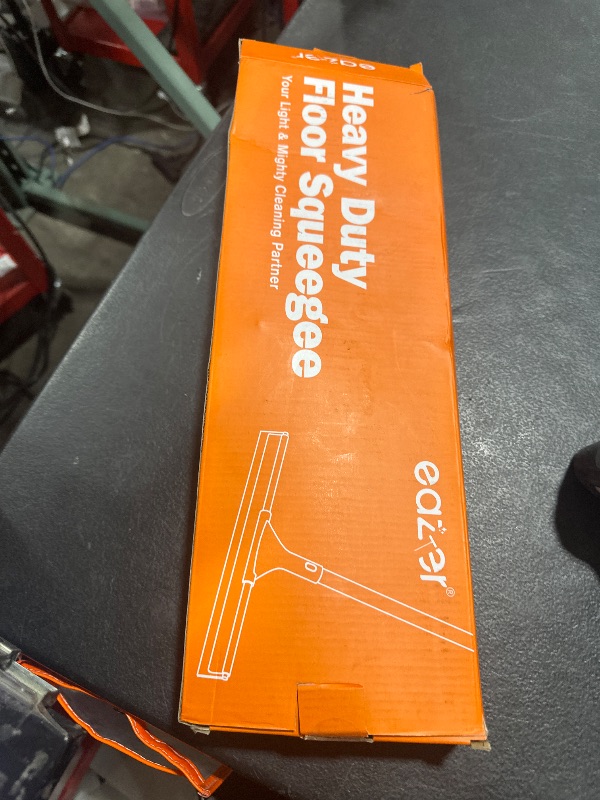 eazer
Heavy Duty
Floor Squeegee
Your Light & Mighty Cleaning Partner
eazer®